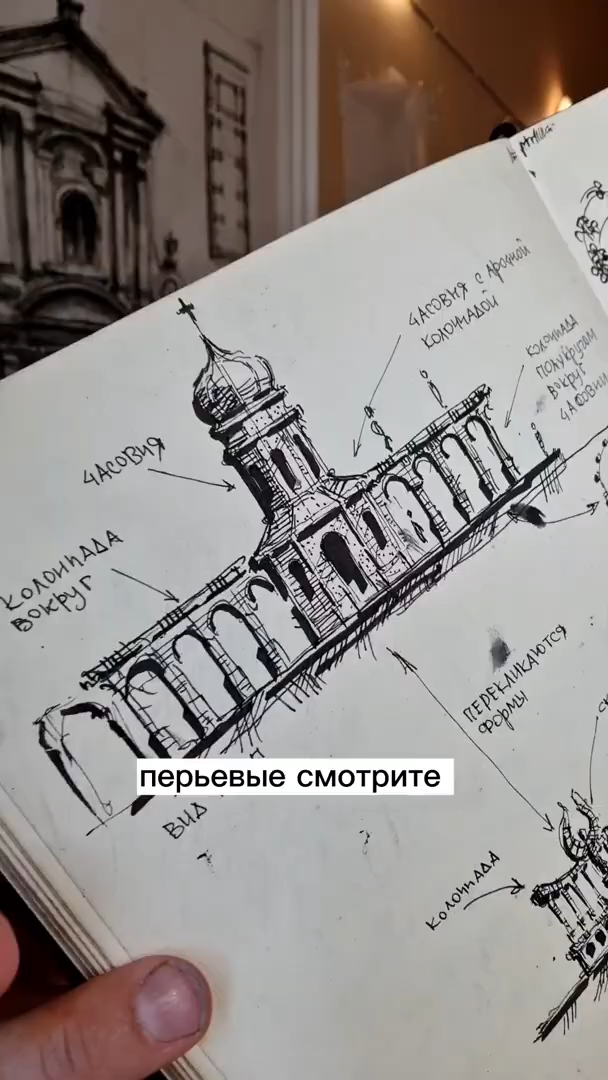 ЧАСОВНЯ С АРОЧНОЙ
КОЛОННАДОЙ
КОЛОННАДА
ПОЛУКРУГОМ
ВОКРУГ
ЧАСОВНИ
ЧАСОВНЯ
КОЛОННАДА
ВОКРУГ
ПЕРЕКЛИКАЮТСЯ
ФОРМЫ
перьевые смотрите
ВИД
КОЛОННАДА